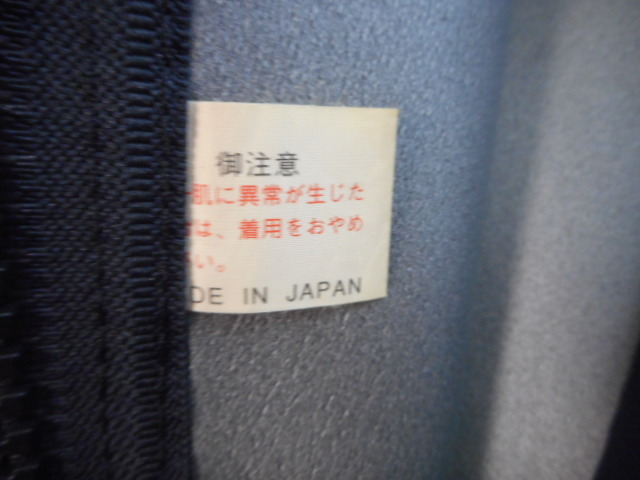 御注意
肌に異常が生じた
は、着用をおやめ
い。
DE IN JAPAN